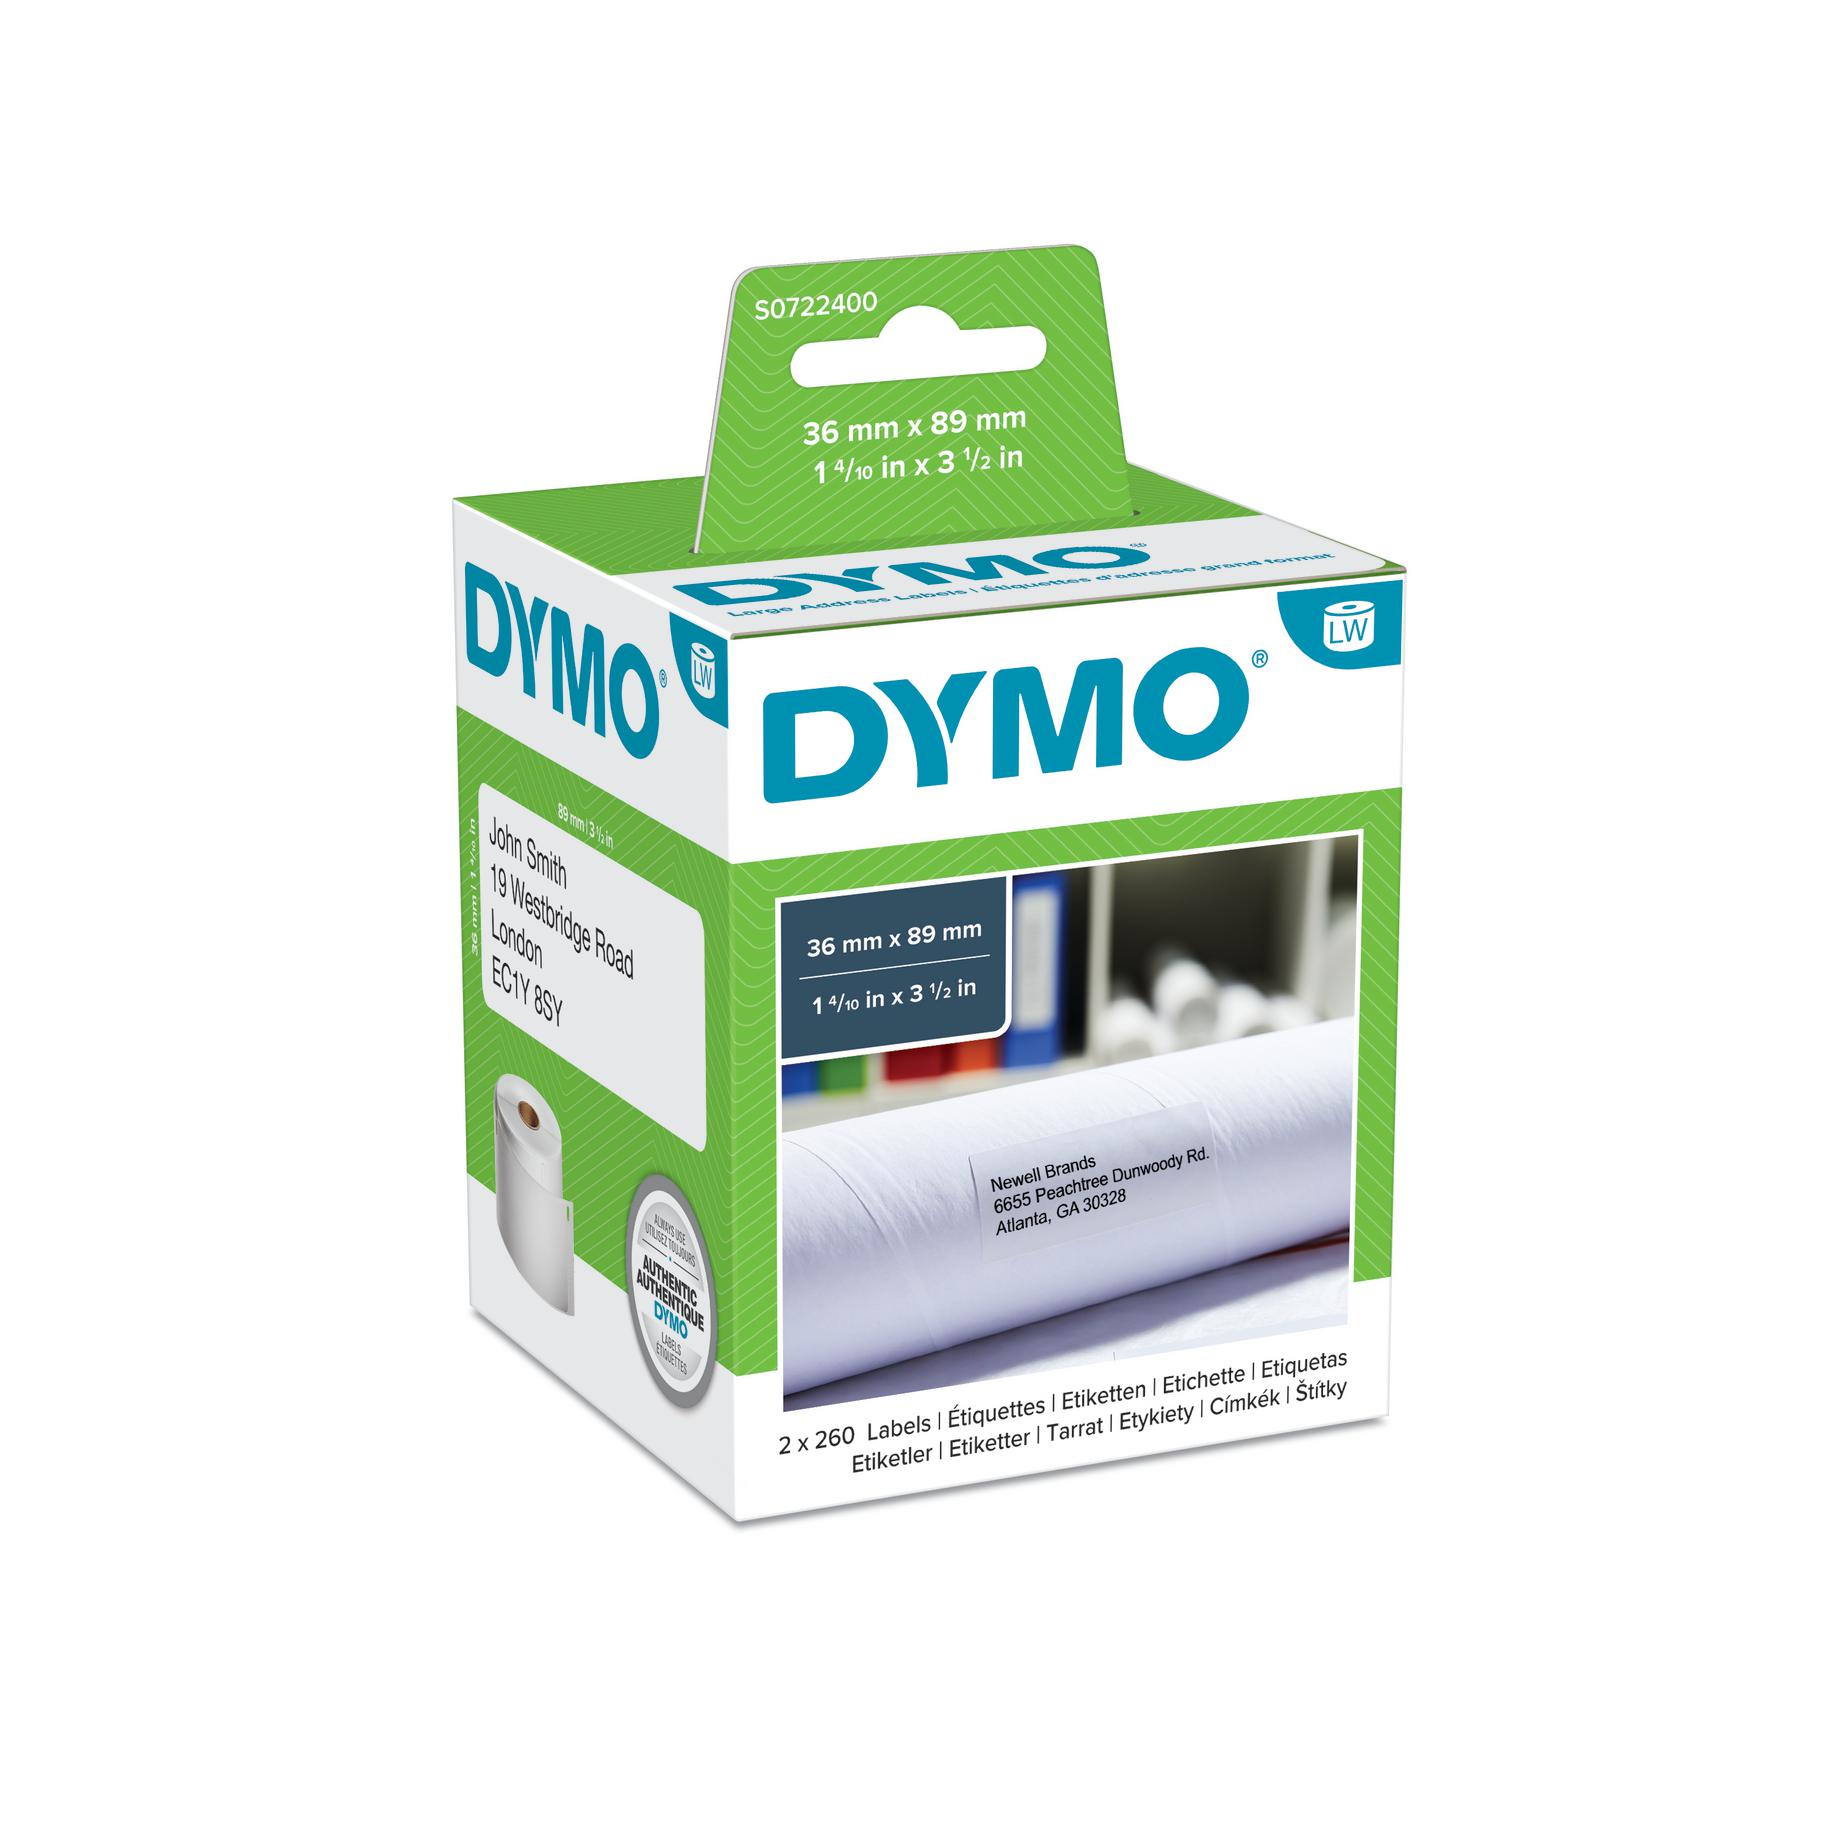 S0722400
36 mm x 89 mm
1 4/10 in x 3 1/2 in
DYMO®
Large Address Labels | Étiquettes d'adresse grand format
DYMO®
LW
89 mm | 3 1/2 in
36 mm | 1 4/10 in
John Smith
19 Westbridge Road
London
EC1Y 8SY
ALWAYS USE
UTILISEZ TOUJOURS
AUTHENTIC
AUTHENTIQUE
DYMO
LABELS
ÉTIQUETTES
LW
DYMO®
36 mm x 89 mm
1 4/10 in x 3 1/2 in
Newell Brands
6655 Peachtree Dunwoody Rd.
Atlanta, GA 30328
2 x 260 Labels | Étiquettes | Etiketten | Etichette | Etiquetas
Etiketler | Etiketter | Tarrat | Etykiety | Címkék | Štítky